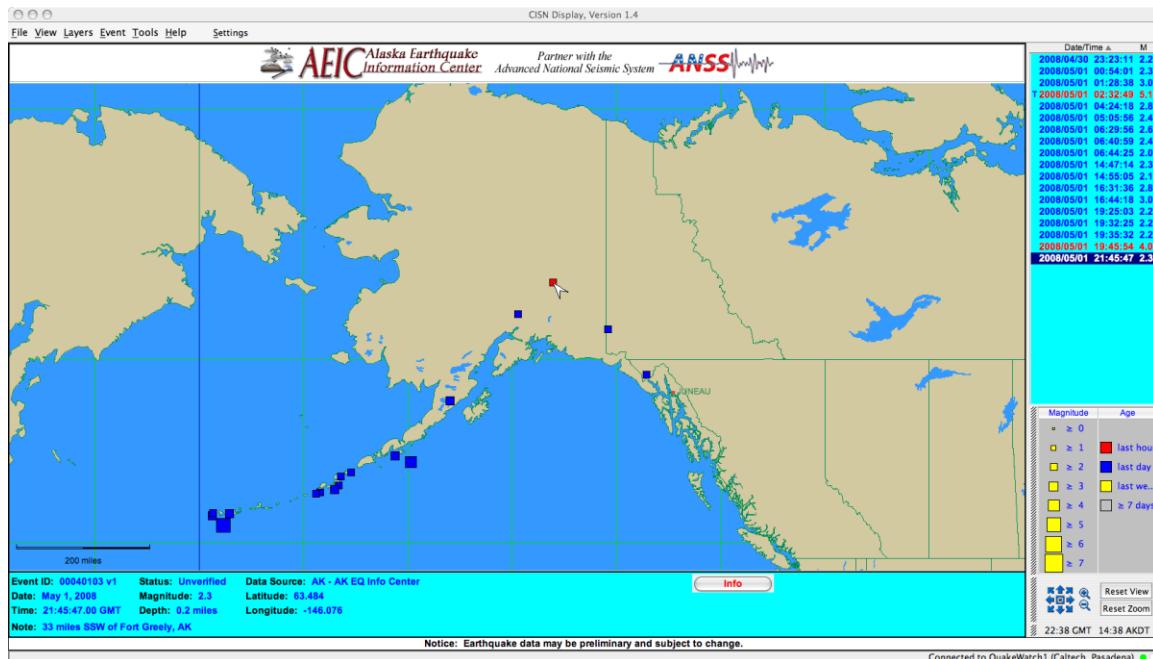 CISN Display, Version 1.4
File View Layers Event Tools Help Settings
AEIC Alaska Earthquake Information Center
Partner with the
Advanced National Seismic System
ANSS
Date/Time M
2008/04/30 23:23:11 2.2
2008/05/01 00:54:01 2.3
2008/05/01 01:28:38 3.0
T 2008/05/01 02:32:49 5.1
2008/05/01 04:24:18 2.8
2008/05/01 05:05:56 2.4
2008/05/01 06:29:56 2.6
2008/05/01 06:40:59 2.4
2008/05/01 06:44:25 2.0
2008/05/01 14:47:14 2.3
2008/05/01 14:55:05 2.1
2008/05/01 16:31:36 2.8
2008/05/01 16:44:18 3.0
2008/05/01 19:25:03 2.2
2008/05/01 19:32:25 2.2
2008/05/01 19:35:32 2.2
2008/05/01 19:45:54 4.0
2008/05/01 21:45:47 2.3
JUNEAU
200 miles
Magnitude Age
≥ 0
≥ 1 last hou
≥ 2 last day
≥ 3 last we..
≥ 4 ≥ 7 days
≥ 5
≥ 6
≥ 7
Event ID: 00040103 v1 Status: Unverified Data Source: AK - AK EQ Info Center
Info
Date: May 1, 2008 Magnitude: 2.3 Latitude: 63.484
Time: 21:45:47.00 GMT Depth: 0.2 miles Longitude: -146.076
Note: 33 miles SSW of Fort Greely, AK
Reset View
Reset Zoom
22:38 GMT 14:38 AKDT
Notice: Earthquake data may be preliminary and subject to change.
Connected to QuakeWatch1 (Caltech, Pasadena)